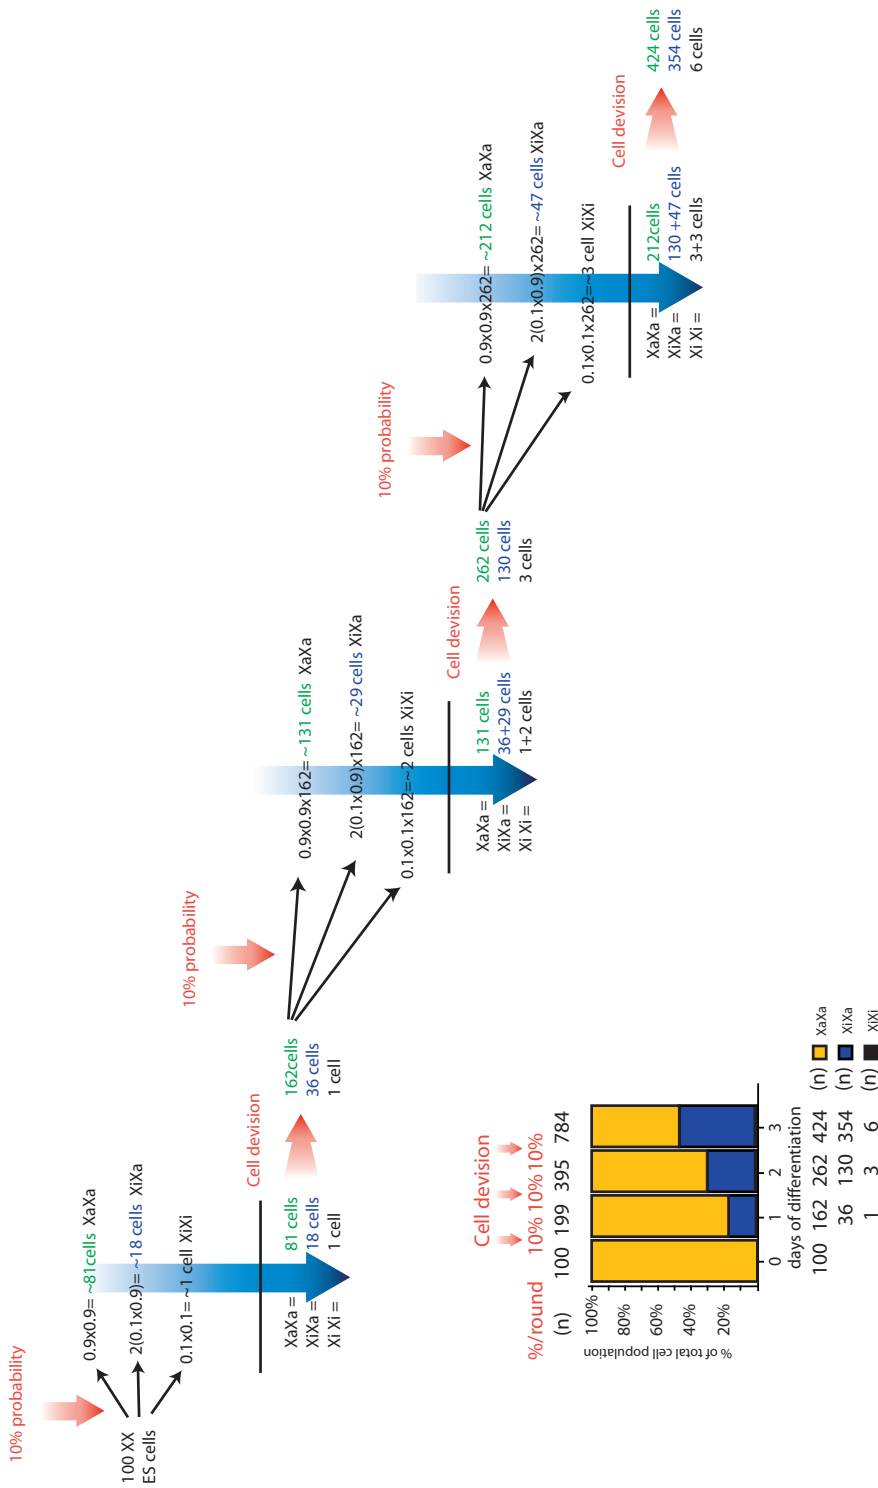 10% probability
100 XX
ES cells
0.9x0.9= ~81cells XaXa
2(0.1x0.9)= ~18 cells XiXa
0.1x0.1= ~1 cell XiXi
XaXa = 81 cells
XiXa = 18 cells
Xi Xi = 1 cell
Cell devision
162cells
36 cells
1 cell
10% probability
0.9x0.9x162= ~131 cells XaXa
2(0.1x0.9)x162= ~29 cells XiXa
0.1x0.1x162=~2 cells XiXi
XaXa = 131 cells
XiXa = 36+29 cells
Xi Xi = 1+2 cells
Cell devision
262 cells
130 cells
3 cells
10% probability
0.9x0.9x262= ~212 cells XaXa
2(0.1x0.9)x262= ~47 cells XiXa
0.1x0.1x262=~3 cell XiXi
XaXa = 212cells
XiXa = 130 +47 cells
Xi Xi = 3+3 cells
Cell devision
424 cells
354 cells
6 cells
Cell devision
%/round 10% 10% 10%
(n) 100 199 395 784
100%
80%
60%
40%
20%
% of total cell population
0 1 2 3
days of differentiation
100 162 262 424 (n) XaXa
36 130 354 (n) XiXa
1 3 6 (n) XiXi